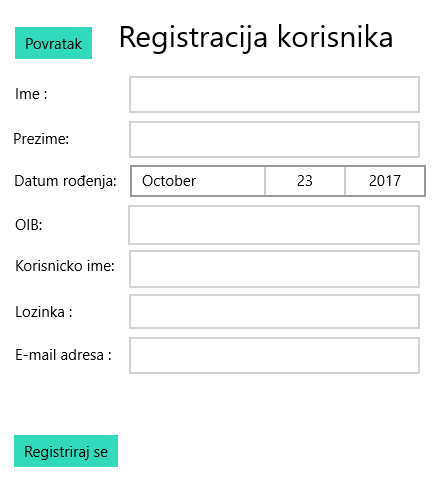 Povratak
Registracija korisnika
Ime :
Prezime:
Datum rođenja: October 23 2017
OIB:
Korisnicko ime:
Lozinka :
E-mail adresa :
Registriraj se